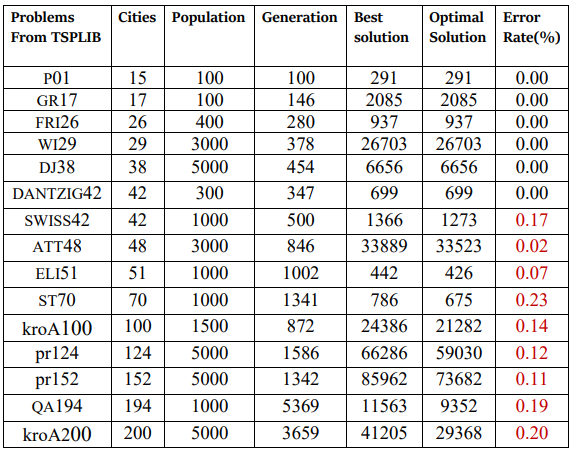 Problems From TSPLIB Cities Population Generation Best solution Optimal Solution Error Rate(%)
P01 15 100 100 291 291 0.00
GR17 17 100 146 2085 2085 0.00
FRI26 26 400 280 937 937 0.00
WI29 29 3000 378 26703 26703 0.00
DJ38 38 5000 454 6656 6656 0.00
DANTZIG42 42 300 347 699 699 0.00
SWISS42 42 1000 500 1366 1273 0.17
ATT48 48 3000 846 33889 33523 0.02
ELI51 51 1000 1002 442 426 0.07
ST70 70 1000 1341 786 675 0.23
kroA100 100 1500 872 24386 21282 0.14
pr124 124 5000 1586 66286 59030 0.12
pr152 152 5000 1342 85962 73682 0.11
QA194 194 1000 5369 11563 9352 0.19
kroA200 200 5000 3659 41205 29368 0.20